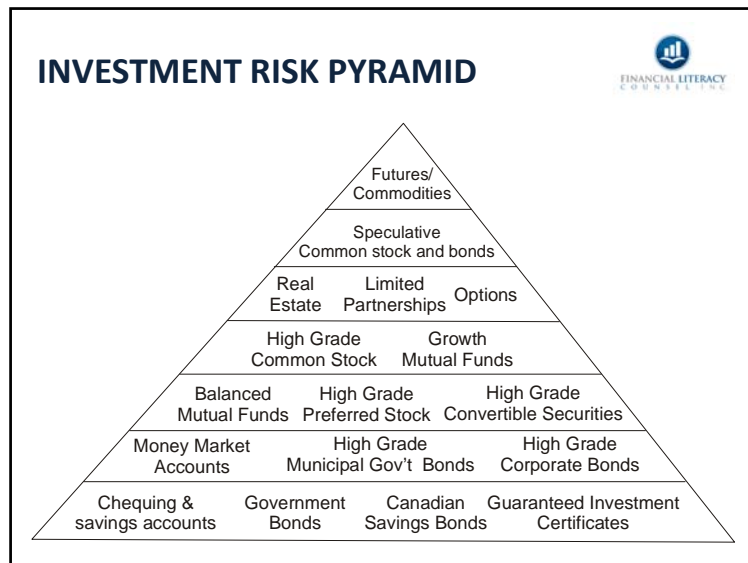 INVESTMENT RISK PYRAMID
FINANCIAL LITERACY
COUNSEL INC
Futures/
Commodities
Speculative
Common stock and bonds
Real Estate
Limited Partnerships
Options
High Grade Common Stock
Growth Mutual Funds
Balanced Mutual Funds
High Grade Preferred Stock
High Grade Convertible Securities
Money Market Accounts
High Grade Municipal Gov't Bonds
High Grade Corporate Bonds
Chequing & savings accounts
Government Bonds
Canadian Savings Bonds
Guaranteed Investment Certificates